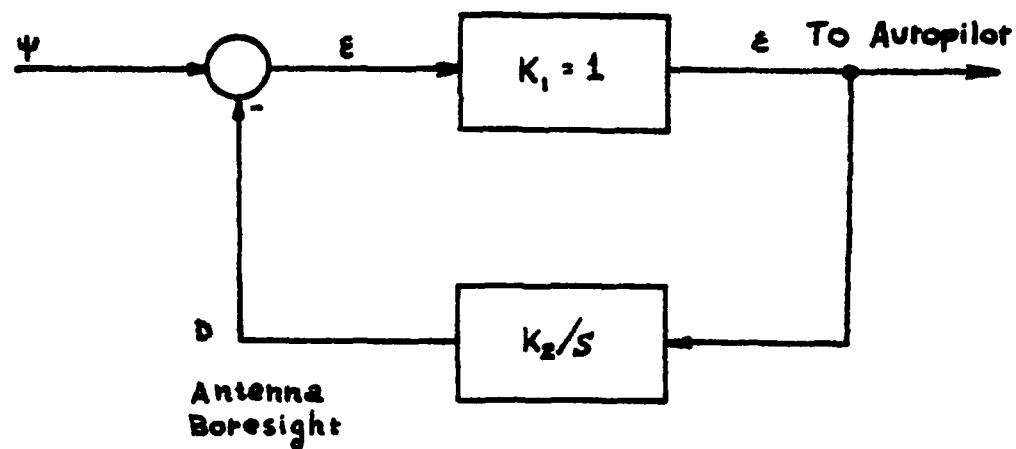 ψ
ε
K₁ = 1
ε To Autopilot
-
D
K₂/S
Antenna
Boresight